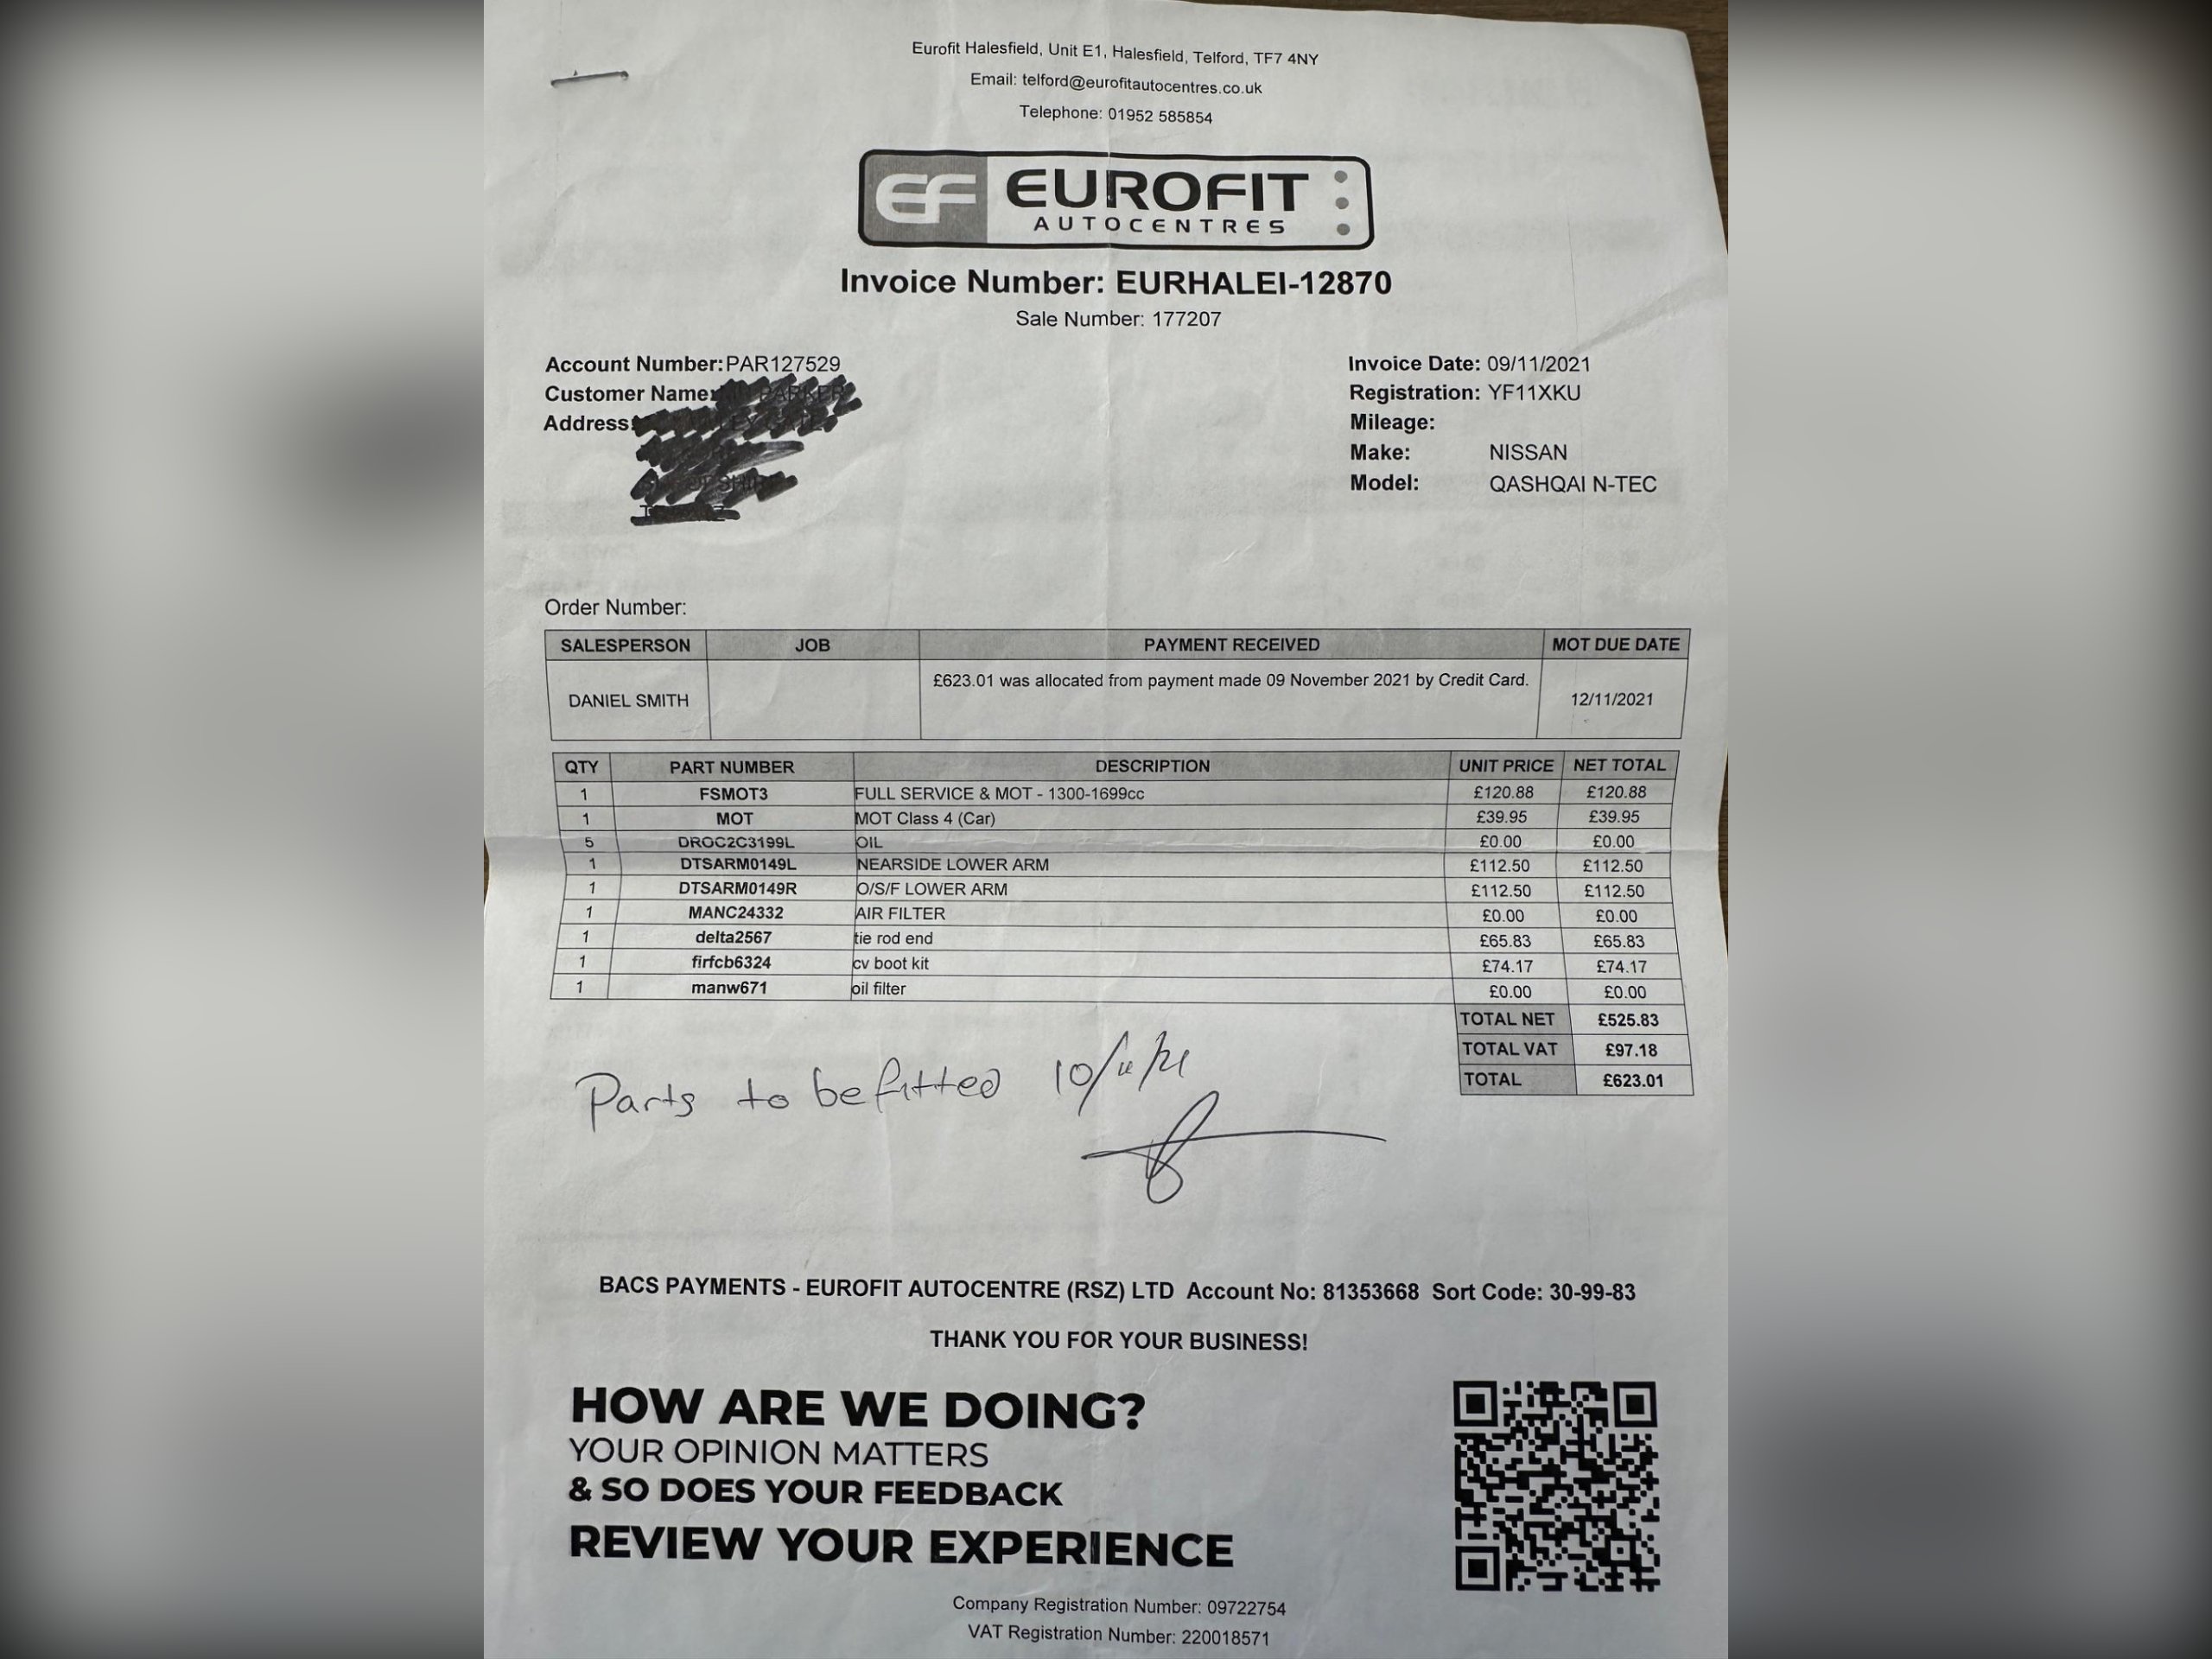 Eurofit Halesfield, Unit E1, Halesfield, Telford, TF7 4NY
Email: telford@eurofitautocentres.co.uk
Telephone: 01952 585854
EF EUROFIT
AUTOCENTRES
Invoice Number: EURHALEI-12870
Sale Number: 177207
Account Number: PAR127529
Customer Name:
Address:
Invoice Date: 09/11/2021
Registration: YF11XKU
Mileage:
Make: NISSAN
Model: QASHQAI N-TEC
Order Number:
SALESPERSON JOB PAYMENT RECEIVED MOT DUE DATE
DANIEL SMITH £623.01 was allocated from payment made 09 November 2021 by Credit Card. 12/11/2021
QTY PART NUMBER DESCRIPTION UNIT PRICE NET TOTAL
1 FSMOT3 FULL SERVICE & MOT - 1300-1699cc £120.88 £120.88
1 MOT MOT Class 4 (Car) £39.95 £39.95
5 DROC2C3199L OIL £0.00 £0.00
1 DTSARM0149L NEARSIDE LOWER ARM £112.50 £112.50
1 DTSARM0149R O/S/F LOWER ARM £112.50 £112.50
1 MANC24332 AIR FILTER £0.00 £0.00
1 delta2567 tie rod end £65.83 £65.83
1 firfcb6324 cv boot kit £74.17 £74.17
1 manw671 oil filter £0.00 £0.00
TOTAL NET £525.83
TOTAL VAT £97.18
TOTAL £623.01
Parts to be fitted 10/11/21
BACS PAYMENTS - EUROFIT AUTOCENTRE (RSZ) LTD Account No: 81353668 Sort Code: 30-99-83
THANK YOU FOR YOUR BUSINESS!
HOW ARE WE DOING?
YOUR OPINION MATTERS
& SO DOES YOUR FEEDBACK
REVIEW YOUR EXPERIENCE
Company Registration Number: 09722754
VAT Registration Number: 220018571